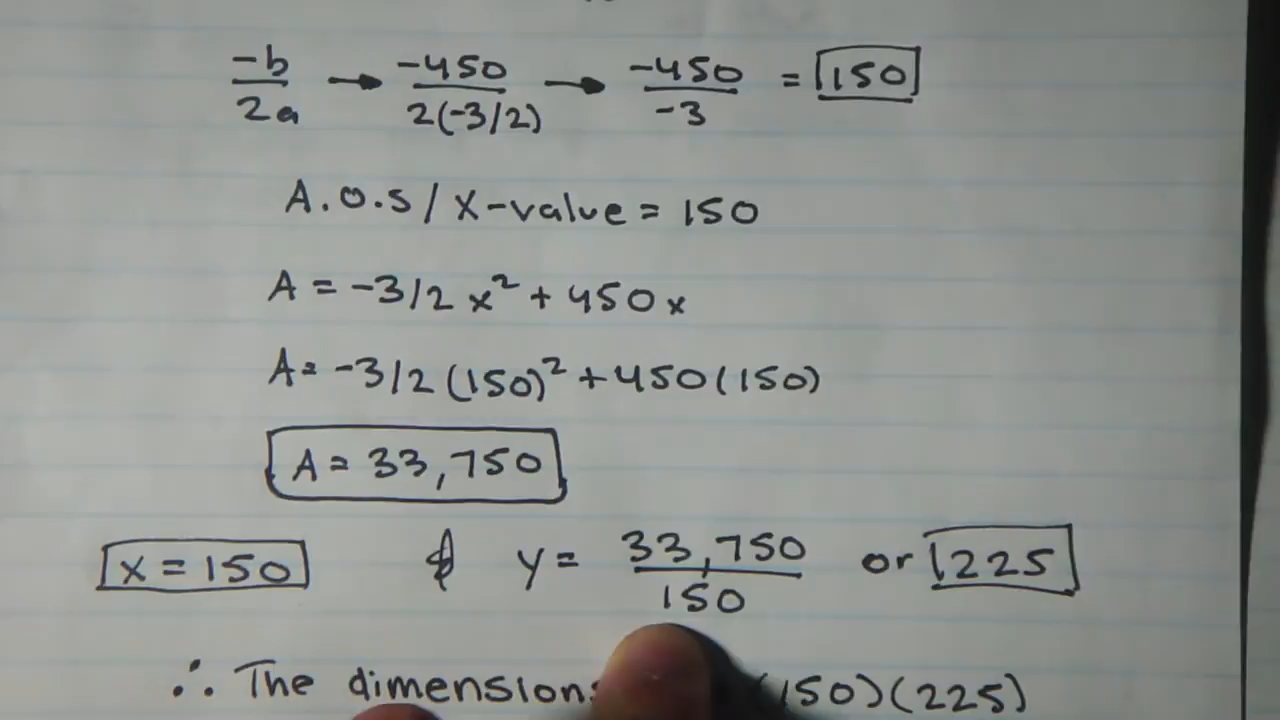 -b/2a → -450/2(-3/2) → -450/-3 = 150
A.O.S / X-value = 150
A = -3/2 x² + 450x
A = -3/2 (150)² + 450(150)
A = 33,750
x = 150 & y = 33,750/150 or 225
∴ The dimensions (150)(225)